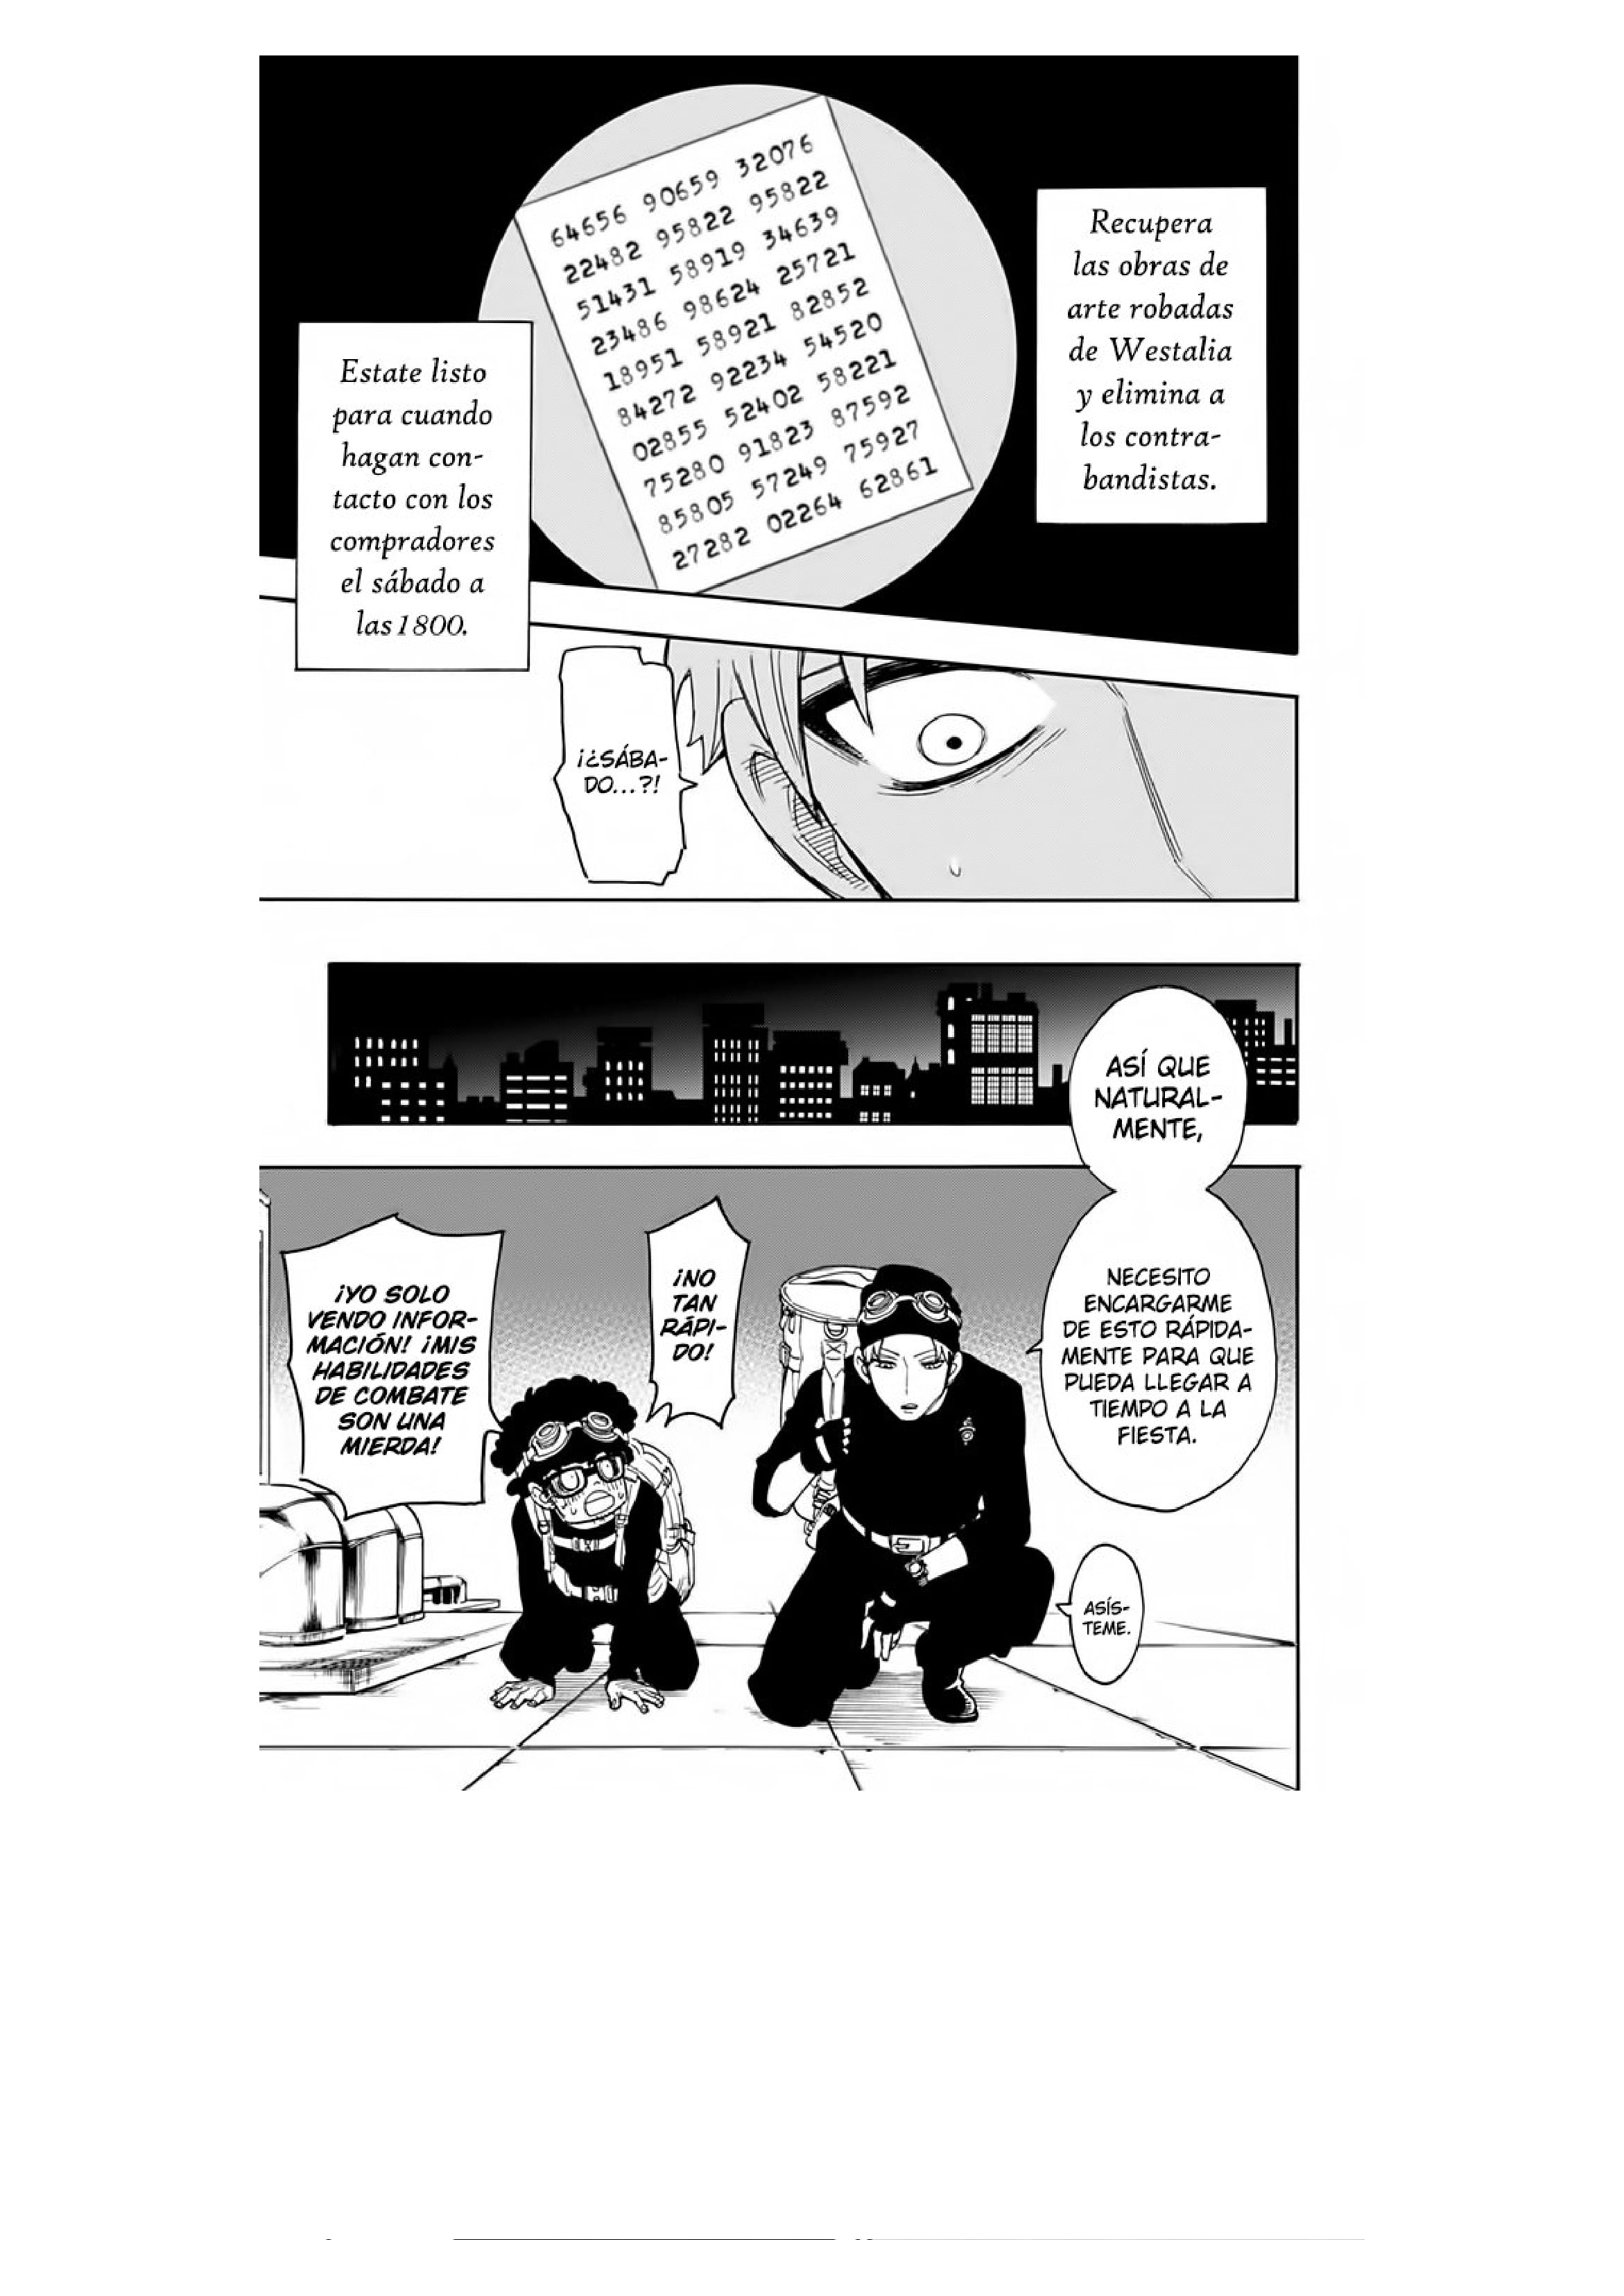 64656 90659 32076
22482 95822 95822
51431 58919 34639
23486 98624 25721
18951 58921 82852
84272 92234 54520
02855 52402 58221
75280 91823 87592
85805 57249 75927
27282 02264 62861
Recupera
las obras de
arte robadas
de Westalia
y elimina a
los contra-
bandistas.
Estate listo
para cuando
hagan con-
tacto con los
compradores
el sábado a
las 1800.
¡¿SÁBA-
DO...?!
ASÍ QUE
NATURAL-
MENTE,
NECESITO
ENCARGARME
DE ESTO RÁPIDA-
MENTE PARA QUE
PUEDA LLEGAR A
TIEMPO A LA
FIESTA.
ASÍS-
TEME.
¡NO
TAN
RÁPI-
DO!
¡YO SOLO
VENDO INFOR-
MACIÓN! ¡MIS
HABILIDADES
DE COMBATE
SON UNA
MIERDA!